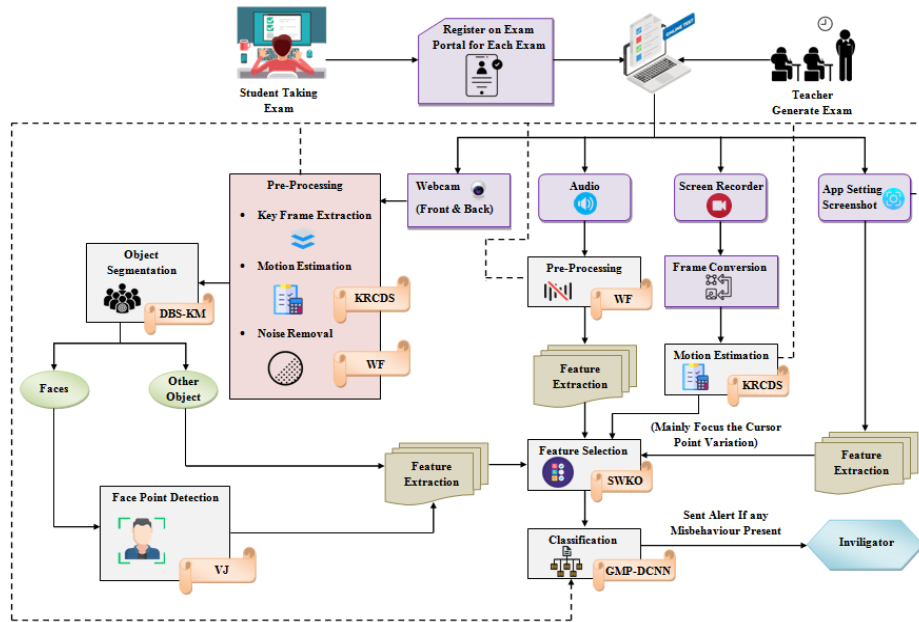 Register on Exam
Portal for Each Exam
ONLINE TEST
Student Taking
Exam
Teacher
Generate Exam
Pre-Processing
• Key Frame Extraction
• Motion Estimation
KRCDS
• Noise Removal
WF
Webcam
(Front & Back)
Audio
Screen Recorder
App Setting
Screenshot
Object
Segmentation
DBS-KM
Pre-Processing
WF
Frame Conversion
Faces
Other
Object
Feature
Extraction
Motion Estimation
KRCDS
(Mainly Focus the Cursor
Point Variation)
Feature
Extraction
Feature Selection
SWKO
Feature
Extraction
Face Point Detection
VJ
Classification
GMP-DCNN
Sent Alert If any
Misbehaviour Present
Inviligator